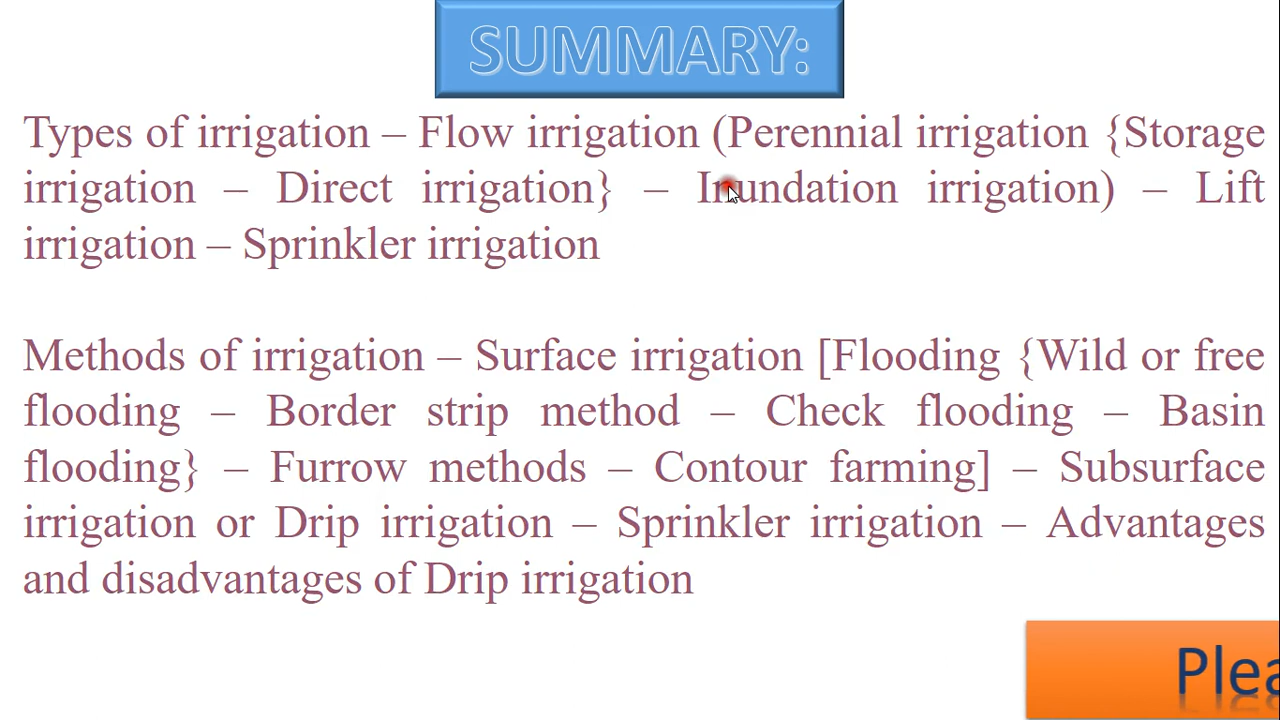 SUMMARY:
Types of irrigation – Flow irrigation (Perennial irrigation {Storage
irrigation – Direct irrigation} – Inundation irrigation) – Lift
irrigation – Sprinkler irrigation
Methods of irrigation – Surface irrigation [Flooding {Wild or free
flooding – Border strip method – Check flooding – Basin
flooding} – Furrow methods – Contour farming] – Subsurface
irrigation or Drip irrigation – Sprinkler irrigation – Advantages
and disadvantages of Drip irrigation